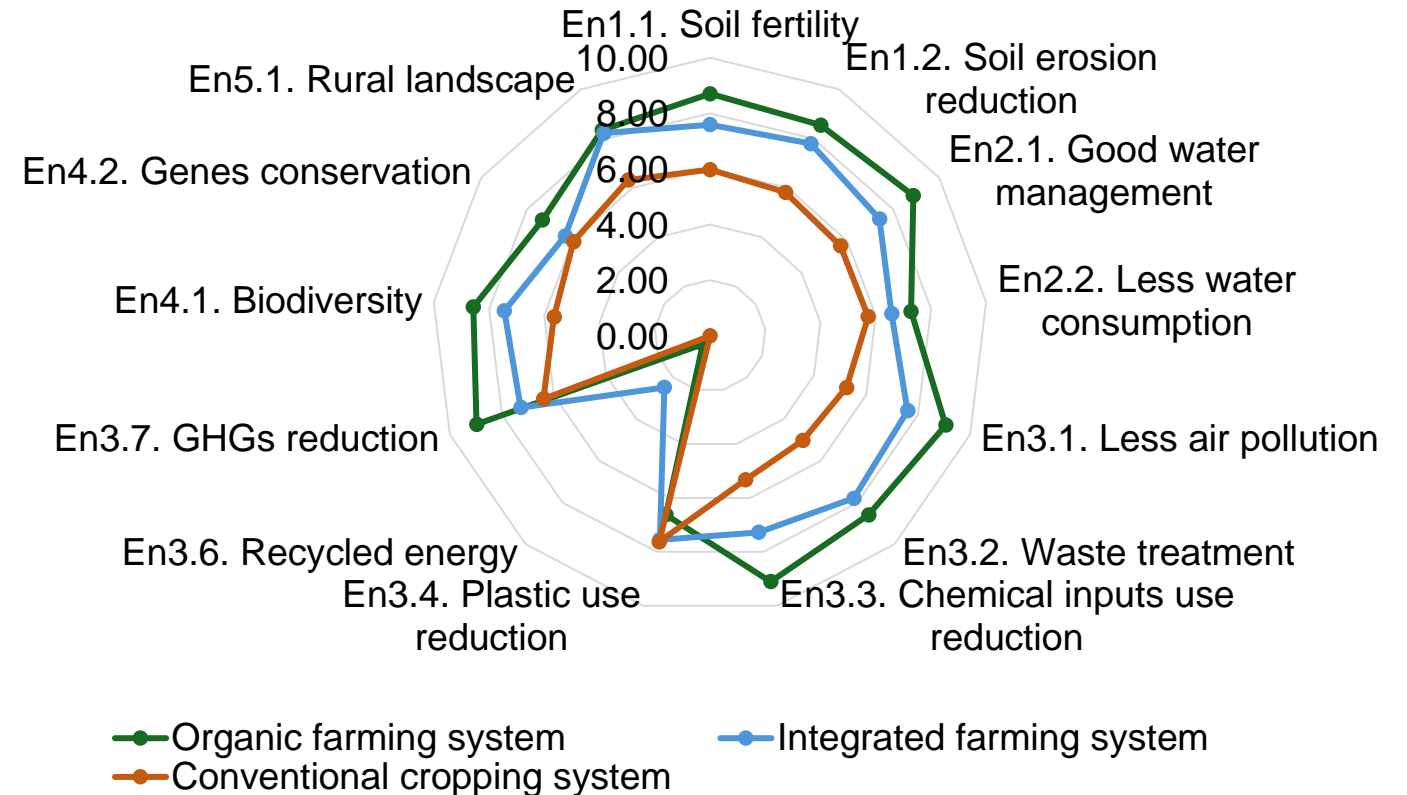 En1.1. Soil fertility
En1.2. Soil erosion
reduction
En2.1. Good water
management
En2.2. Less water
consumption
En3.1. Less air pollution
En3.2. Waste treatment
En3.3. Chemical inputs use
reduction
En3.4. Plastic use
reduction
En3.6. Recycled energy
En3.7. GHGs reduction
En4.1. Biodiversity
En4.2. Genes conservation
En5.1. Rural landscape
10.00
8.00
6.00
4.00
2.00
0.00
Organic farming system
Integrated farming system
Conventional cropping system